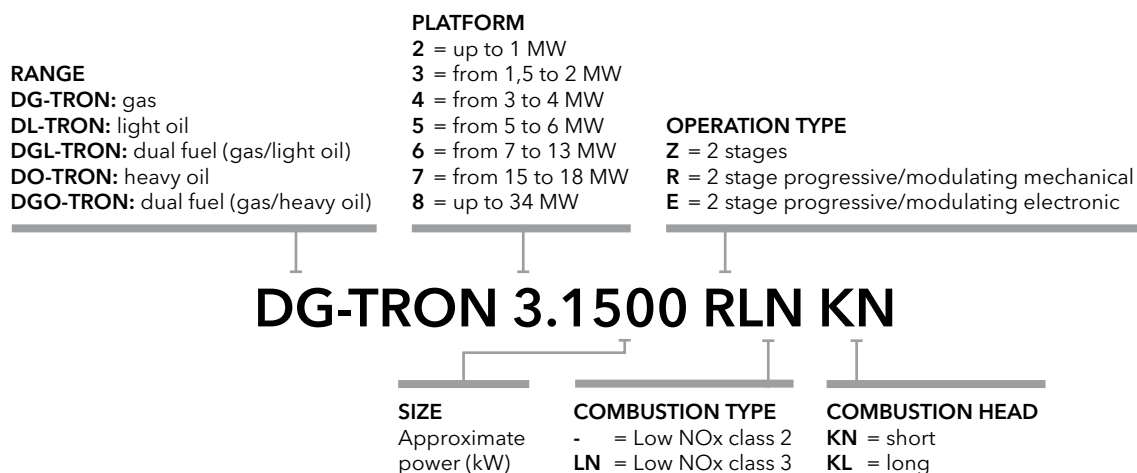 RANGE
DG-TRON: gas
DL-TRON: light oil
DGL-TRON: dual fuel (gas/light oil)
DO-TRON: heavy oil
DGO-TRON: dual fuel (gas/heavy oil)
PLATFORM
2 = up to 1 MW
3 = from 1,5 to 2 MW
4 = from 3 to 4 MW
5 = from 5 to 6 MW
6 = from 7 to 13 MW
7 = from 15 to 18 MW
8 = up to 34 MW
OPERATION TYPE
Z = 2 stages
R = 2 stage progressive/modulating mechanical
E = 2 stage progressive/modulating electronic
DG-TRON 3.1500 RLN KN
SIZE
Approximate
power (kW)
COMBUSTION TYPE
- = Low NOx class 2
LN = Low NOx class 3
COMBUSTION HEAD
KN = short
KL = long